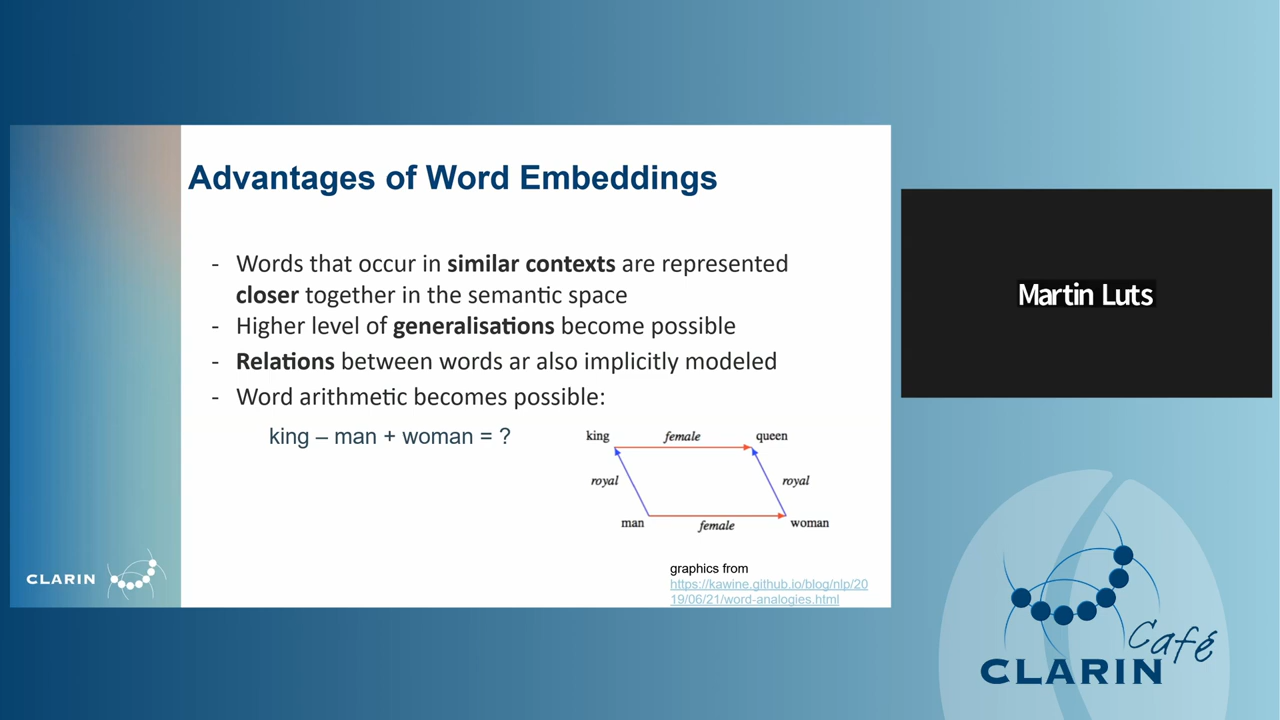 Advantages of Word Embeddings
- Words that occur in similar contexts are represented
closer together in the semantic space
- Higher level of generalisations become possible
- Relations between words ar also implicitly modeled
- Word arithmetic becomes possible:
king – man + woman = ?
king female queen
royal royal
man female woman
graphics from
https://kawine.github.io/blog/nlp/20
19/06/21/word-analogies.html
CLARIN
Martin Luts
Café
CLARIN